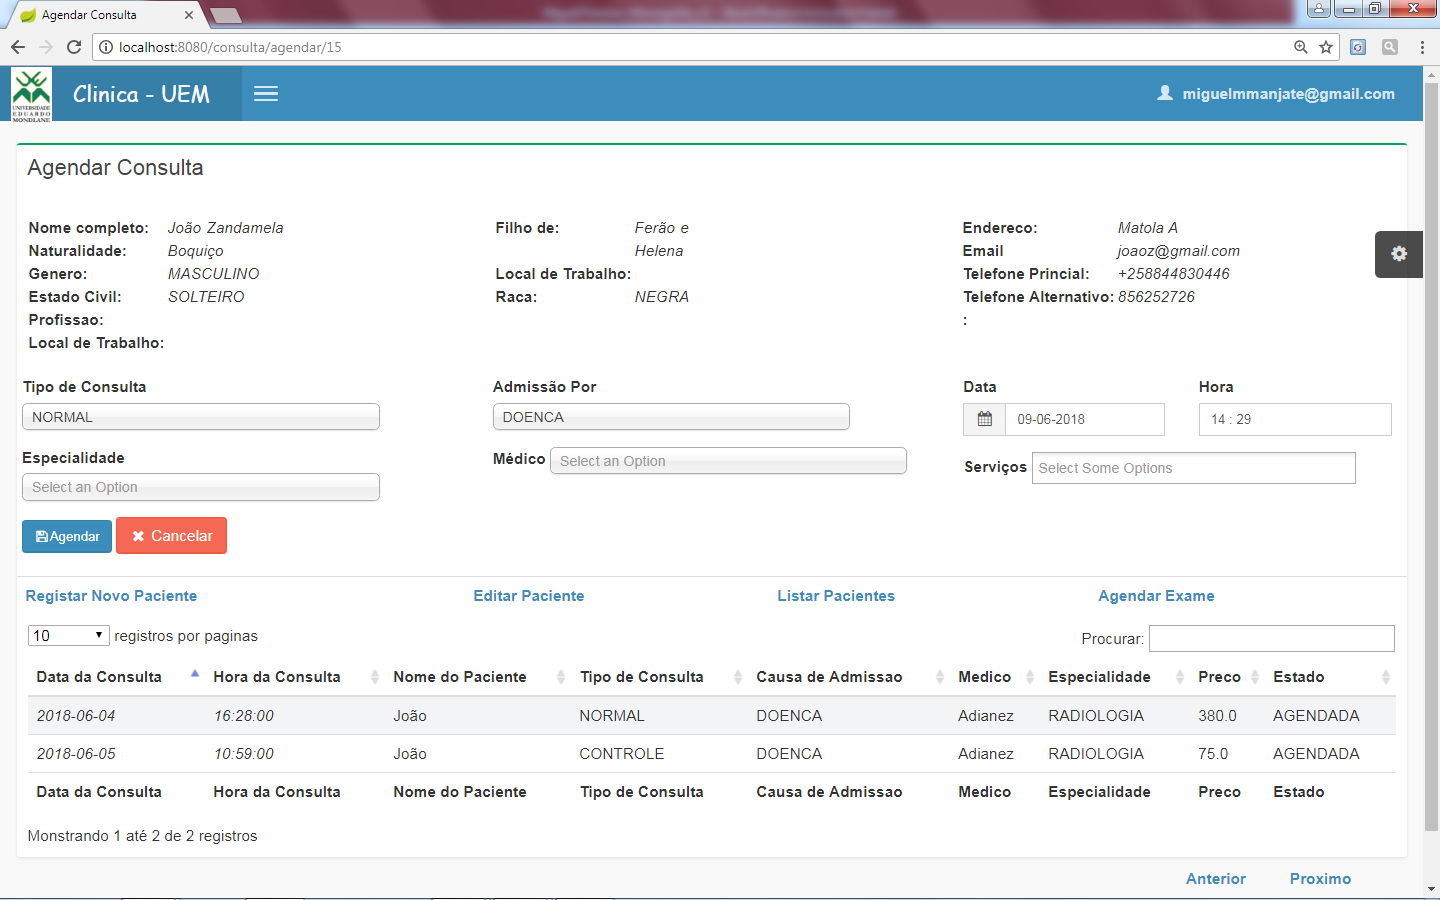 Agendar Consulta
localhost:8080/consulta/agendar/15
UNIVERSIDADE
EDUARDO
MONDLANE
Clinica - UEM
miguelmmanjate@gmail.com
Agendar Consulta
Nome completo: João Zandamela
Naturalidade: Boquiço
Genero: MASCULINO
Estado Civil: SOLTEIRO
Profissao:
Local de Trabalho:
Filho de: Ferão e
Helena
Local de Trabalho:
Raca: NEGRA
Endereco: Matola A
Email joaoz@gmail.com
Telefone Princial: +258844830446
Telefone Alternativo: 856252726
:
Tipo de Consulta
NORMAL
Admissão Por
DOENCA
Data
09-06-2018
Hora
14 : 29
Especialidade
Select an Option
Médico Select an Option
Serviços Select Some Options
Agendar Cancelar
Registar Novo Paciente Editar Paciente Listar Pacientes Agendar Exame
10 registros por paginas
Procurar:
Data da Consulta Hora da Consulta Nome do Paciente Tipo de Consulta Causa de Admissao Medico Especialidade Preco Estado
2018-06-04 16:28:00 João NORMAL DOENCA Adianez RADIOLOGIA 380.0 AGENDADA
2018-06-05 10:59:00 João CONTROLE DOENCA Adianez RADIOLOGIA 75.0 AGENDADA
Data da Consulta Hora da Consulta Nome do Paciente Tipo de Consulta Causa de Admissao Medico Especialidade Preco Estado
Monstrando 1 até 2 de 2 registros
Anterior Proximo